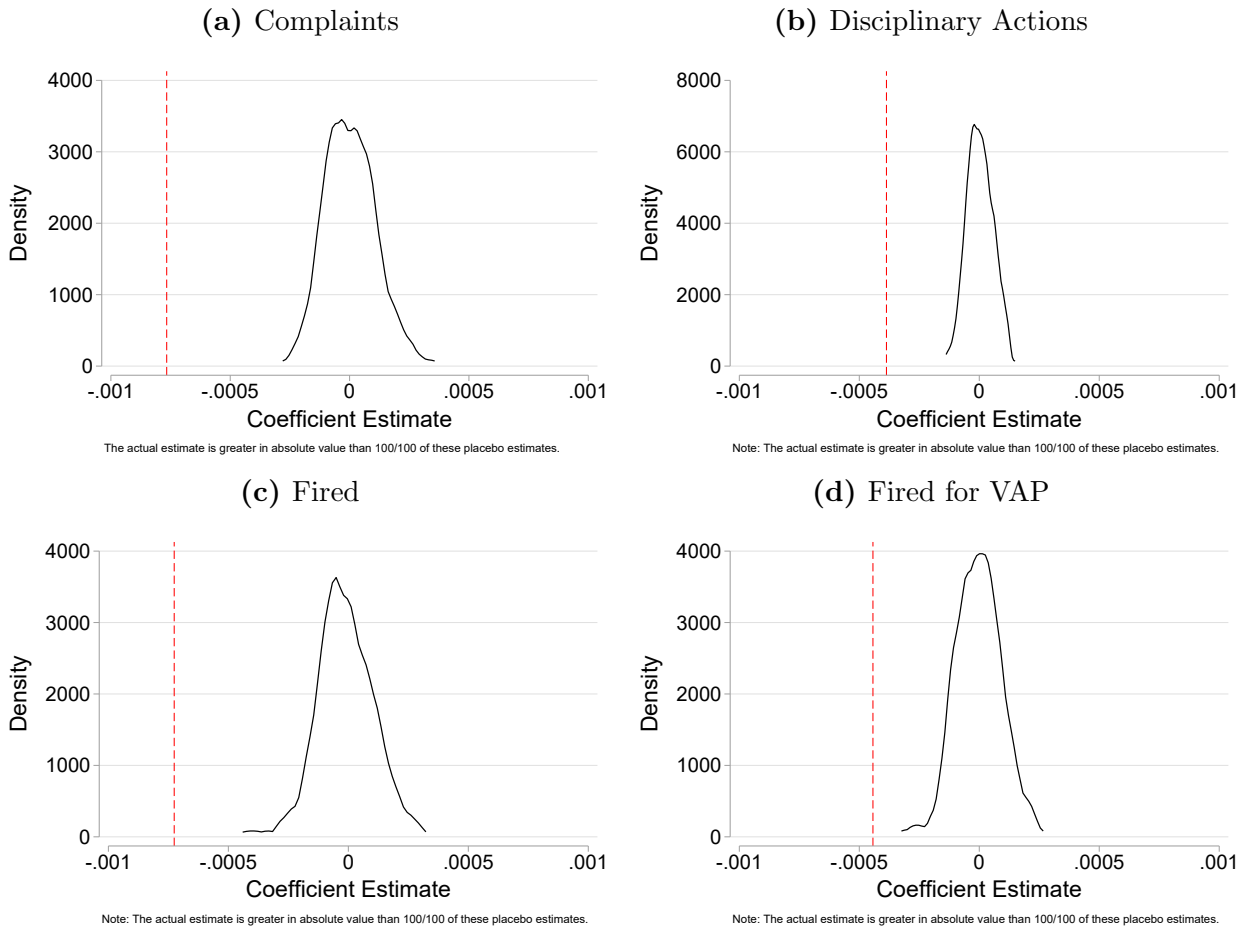 (a) Complaints
4000
3000
2000
1000
0
Density
-.001 -.0005 0 .0005 .001
Coefficient Estimate
The actual estimate is greater in absolute value than 100/100 of these placebo estimates.
(b) Disciplinary Actions
8000
6000
4000
2000
0
Density
-.001 -.0005 0 .0005 .001
Coefficient Estimate
Note: The actual estimate is greater in absolute value than 100/100 of these placebo estimates.
(c) Fired
4000
3000
2000
1000
0
Density
-.001 -.0005 0 .0005 .001
Coefficient Estimate
Note: The actual estimate is greater in absolute value than 100/100 of these placebo estimates.
(d) Fired for VAP
4000
3000
2000
1000
0
Density
-.001 -.0005 0 .0005 .001
Coefficient Estimate
Note: The actual estimate is greater in absolute value than 100/100 of these placebo estimates.